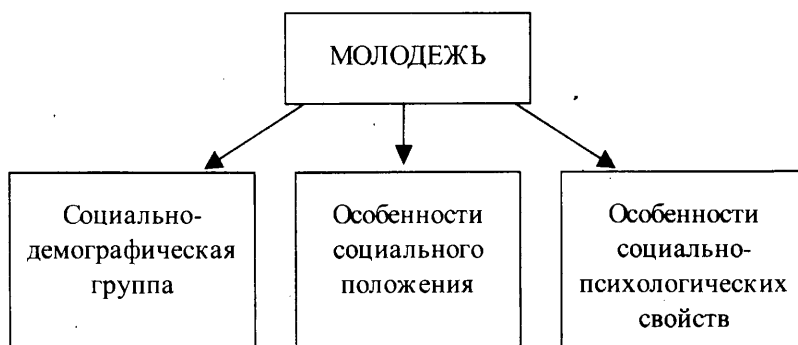 МОЛОДЕЖЬ
Социально-
демографическая
группа
Особенности
социального
положения
Особенности
социально-
психологических
свойств